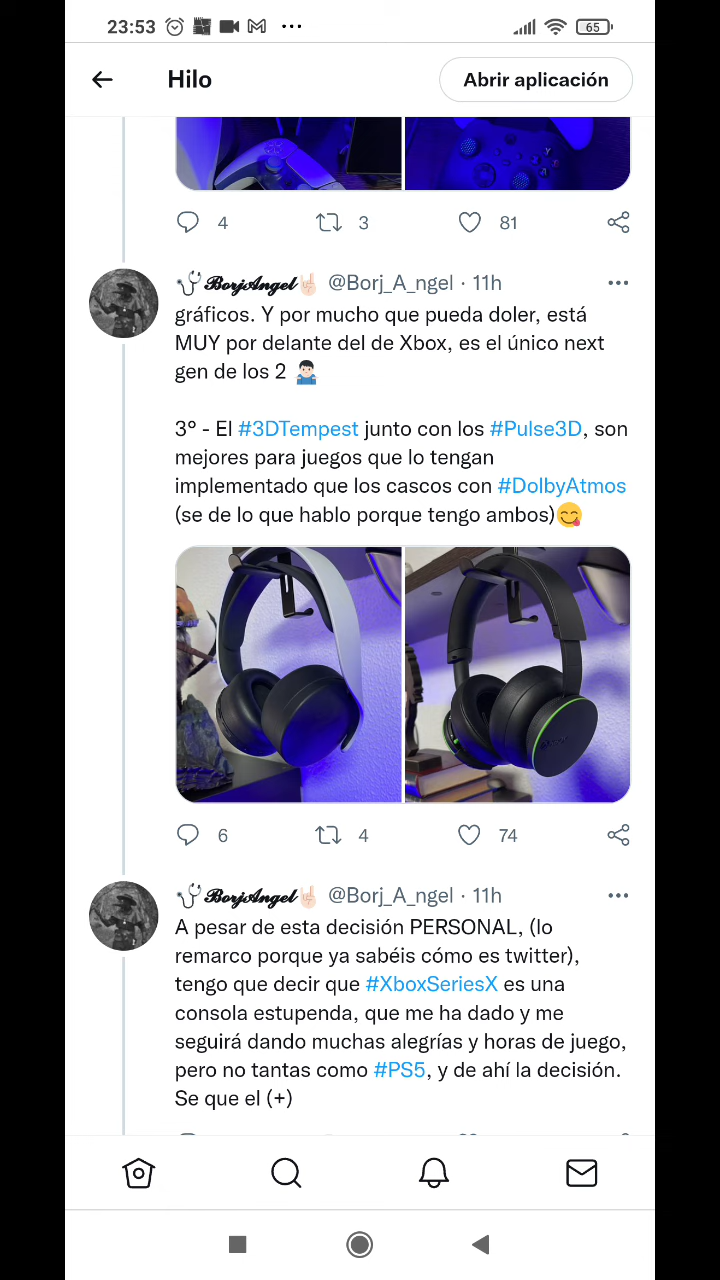 23:53
65
Hilo
Abrir aplicación
4
3
81
BorjAngel @Borj_A_ngel · 11h
gráficos. Y por mucho que pueda doler, está
MUY por delante del de Xbox, es el único next
gen de los 2 🤷🏻‍♂️
3º - El #3DTempest junto con los #Pulse3D, son
mejores para juegos que lo tengan
implementado que los cascos con #DolbyAtmos
(se de lo que hablo porque tengo ambos)😋
6
4
74
BorjAngel @Borj_A_ngel · 11h
A pesar de esta decisión PERSONAL, (lo
remarco porque ya sabéis cómo es twitter),
tengo que decir que #XboxSeriesX es una
consola estupenda, que me ha dado y me
seguirá dando muchas alegrías y horas de juego,
pero no tantas como #PS5, y de ahí la decisión.
Se que el (+)